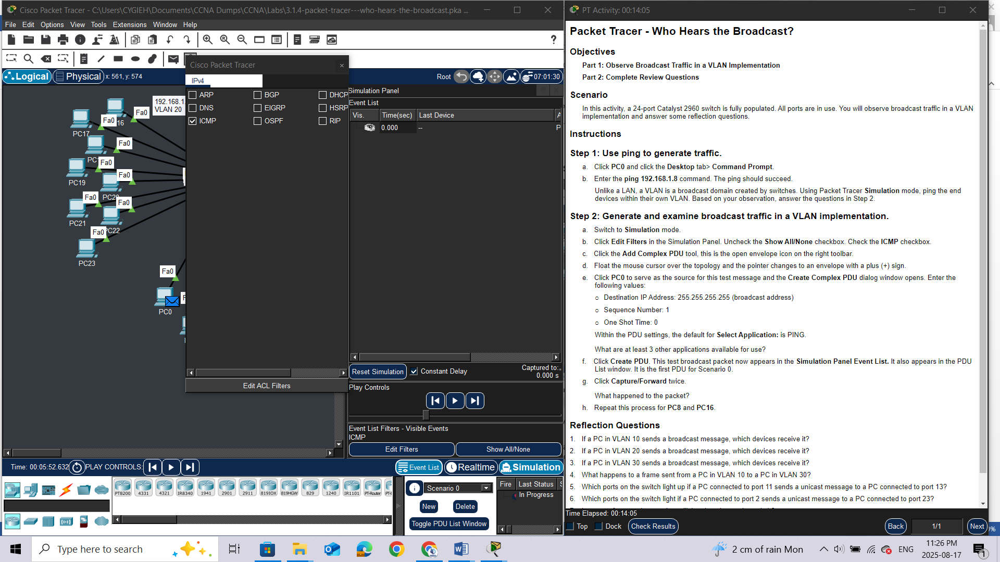 Cisco Packet Tracer - C:\Users\CYGIEH\Documents\CCNA Dumps\CCNA\Labs\3.1.4-packet-tracer---who-hears-the-broadcast.pka ...
File Edit Options View Tools Extensions Window Help
Logical Physical x: 561, y: 574
Root 07:01:30
Cisco Packet Tracer
IPv4
ARP BGP DHCP
DNS EIGRP HSRP
ICMP OSPF RIP
Edit ACL Filters
192.168.1.
VLAN 20
Fa0
Fa0 16
PC17
Fa0
PC Fa0
Fa0
PC19
Fa0 PC20
Fa0
PC21
Fa0 PC22
PC23
Fa0
PC0
Simulation Panel
Event List
Vis. Time(sec) Last Device
0.000 --
Reset Simulation Constant Delay Captured to:
0.000 s
Play Controls
Event List Filters - Visible Events
ICMP
Edit Filters Show All/None
Time: 00:05:52.632 PLAY CONTROLS: Event List Realtime Simulation
PT8200 4331 4321 IR8340 1941 2901 2911 819IOX 819HGW 829 1240 IR1101 PT-Router
Scenario 0
New Delete
Toggle PDU List Window
Fire Last Status
In Progress
PT Activity: 00:14:05
Packet Tracer - Who Hears the Broadcast?
Objectives
Part 1: Observe Broadcast Traffic in a VLAN Implementation
Part 2: Complete Review Questions
Scenario
In this activity, a 24-port Catalyst 2960 switch is fully populated. All ports are in use. You will observe broadcast traffic in a VLAN
implementation and answer some reflection questions.
Instructions
Step 1: Use ping to generate traffic.
a. Click PC0 and click the Desktop tab> Command Prompt.
b. Enter the ping 192.168.1.8 command. The ping should succeed.
Unlike a LAN, a VLAN is a broadcast domain created by switches. Using Packet Tracer Simulation mode, ping the end
devices within their own VLAN. Based on your observation, answer the questions in Step 2.
Step 2: Generate and examine broadcast traffic in a VLAN implementation.
a. Switch to Simulation mode.
b. Click Edit Filters in the Simulation Panel. Uncheck the Show All/None checkbox. Check the ICMP checkbox.
c. Click the Add Complex PDU tool, this is the open envelope icon on the right toolbar.
d. Float the mouse cursor over the topology and the pointer changes to an envelope with a plus (+) sign.
e. Click PC0 to serve as the source for this test message and the Create Complex PDU dialog window opens. Enter the
following values:
o Destination IP Address: 255.255.255.255 (broadcast address)
o Sequence Number: 1
o One Shot Time: 0
Within the PDU settings, the default for Select Application: is PING.
What are at least 3 other applications available for use?
f. Click Create PDU. This test broadcast packet now appears in the Simulation Panel Event List. It also appears in the PDU
List window. It is the first PDU for Scenario 0.
g. Click Capture/Forward twice.
What happened to the packet?
h. Repeat this process for PC8 and PC16.
Reflection Questions
1. If a PC in VLAN 10 sends a broadcast message, which devices receive it?
2. If a PC in VLAN 20 sends a broadcast message, which devices receive it?
3. If a PC in VLAN 30 sends a broadcast message, which devices receive it?
4. What happens to a frame sent from a PC in VLAN 10 to a PC in VLAN 30?
5. Which ports on the switch light up if a PC connected to port 11 sends a unicast message to a PC connected to port 13?
6. Which ports on the switch light if a PC connected to port 2 sends a unicast message to a PC connected to port 23?
Time Elapsed: 00:14:05
Top Dock Check Results Back 1/1 Next
Type here to search
2 cm of rain Mon
ENG
11:26 PM
2025-08-17
1